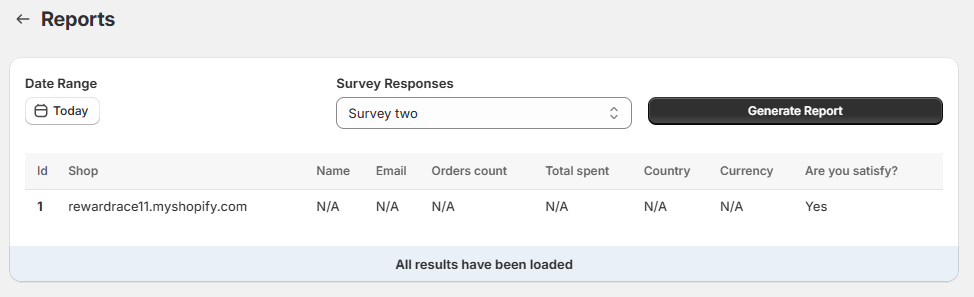 Reports
Date Range
Survey Responses
Today
Survey two
Generate Report
Id Shop Name Email Orders count Total spent Country Currency Are you satisfy?
1 rewardrace11.myshopify.com N/A N/A N/A N/A N/A N/A Yes
All results have been loaded